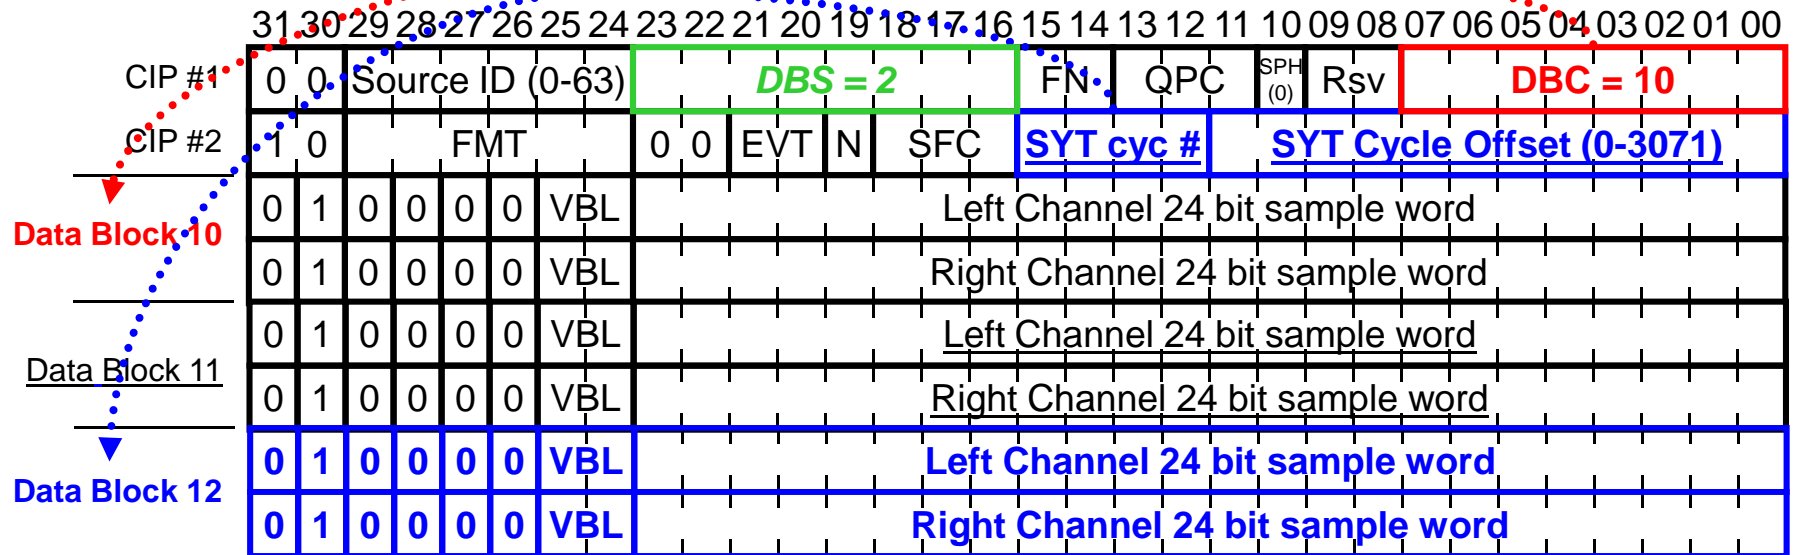 31 30 29 28 27 26 25 24 23 22 21 20 19 18 17 16 15 14 13 12 11 10 09 08 07 06 05 04 03 02 01 00
CIP #1 0 0 Source ID (0-63) DBS = 2 FN QPC SPH (0) Rsv DBC = 10
CIP #2 1 0 FMT 0 0 EVT N SFC SYT cyc # SYT Cycle Offset (0-3071)
0 1 0 0 0 0 VBL Left Channel 24 bit sample word
Data Block 10
0 1 0 0 0 0 VBL Right Channel 24 bit sample word
0 1 0 0 0 0 VBL Left Channel 24 bit sample word
Data Block 11
0 1 0 0 0 0 VBL Right Channel 24 bit sample word
0 1 0 0 0 0 VBL Left Channel 24 bit sample word
Data Block 12
0 1 0 0 0 0 VBL Right Channel 24 bit sample word